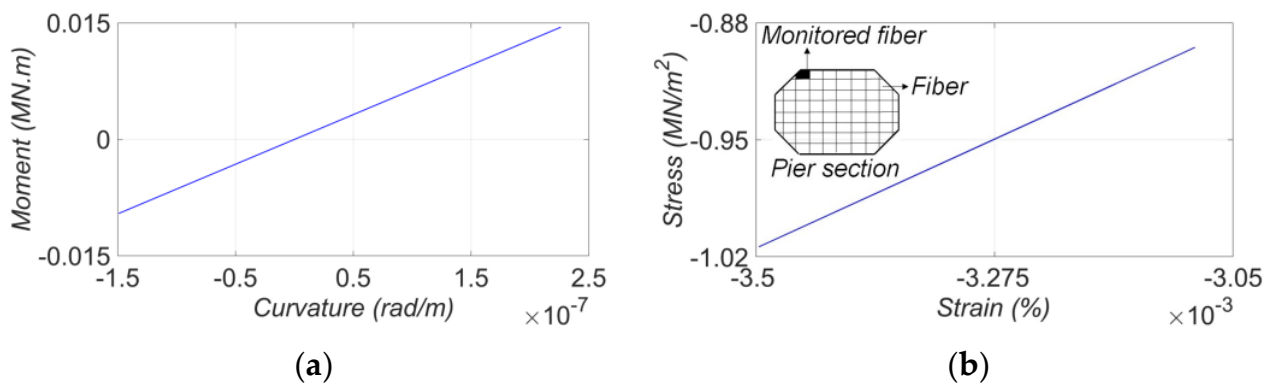 0.015
0
-0.015
Moment (MN.m)
-1.5
-0.5
0.5
1.5
2.5
Curvature (rad/m)
×10-7
(a)
-0.88
-0.95
-1.02
Stress (MN/m2)
Monitored fiber
Fiber
Pier section
-3.5
-3.275
-3.05
Strain (%)
×10-3
(b)